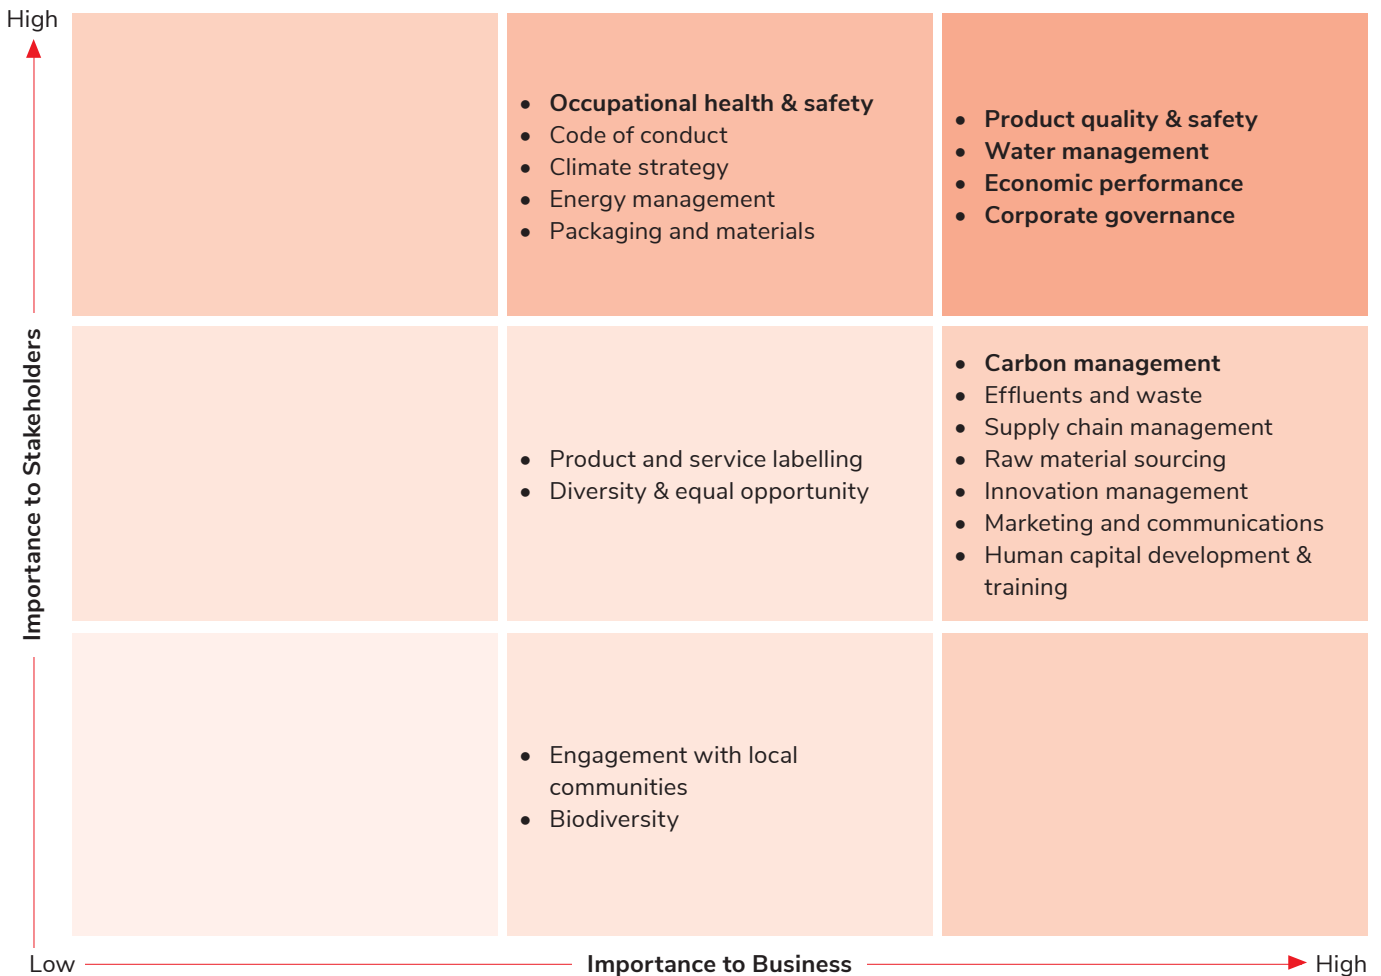 High
• Occupational health & safety
• Code of conduct
• Climate strategy
• Energy management
• Packaging and materials
• Product quality & safety
• Water management
• Economic performance
• Corporate governance
Importance to Stakeholders
• Product and service labelling
• Diversity & equal opportunity
• Carbon management
• Effluents and waste
• Supply chain management
• Raw material sourcing
• Innovation management
• Marketing and communications
• Human capital development &
training
• Engagement with local
communities
• Biodiversity
Low
Importance to Business
High